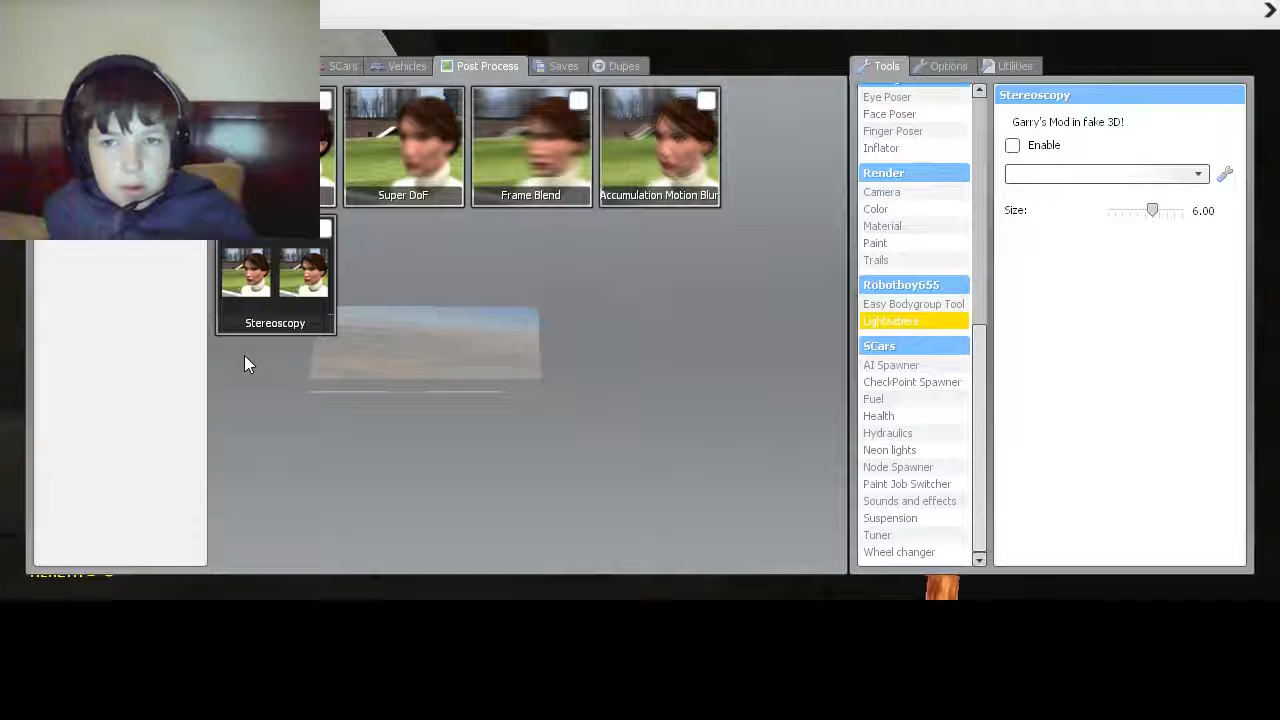 SCars Vehicles Post Process Saves Dupes
Super DoF
Frame Blend
Accumulation Motion Blur
Stereoscopy
Tools Options Utilities
Eye Poser
Face Poser
Finger Poser
Inflator
Render
Camera
Color
Material
Paint
Trails
Robotboy655
Easy Bodygroup Tool
Lightsabers
SCars
AI Spawner
CheckPoint Spawner
Fuel
Health
Hydraulics
Neon lights
Node Spawner
Paint Job Switcher
Sounds and effects
Suspension
Tuner
Wheel changer
Stereoscopy
Garry's Mod in fake 3D!
Enable
Size: 6.00